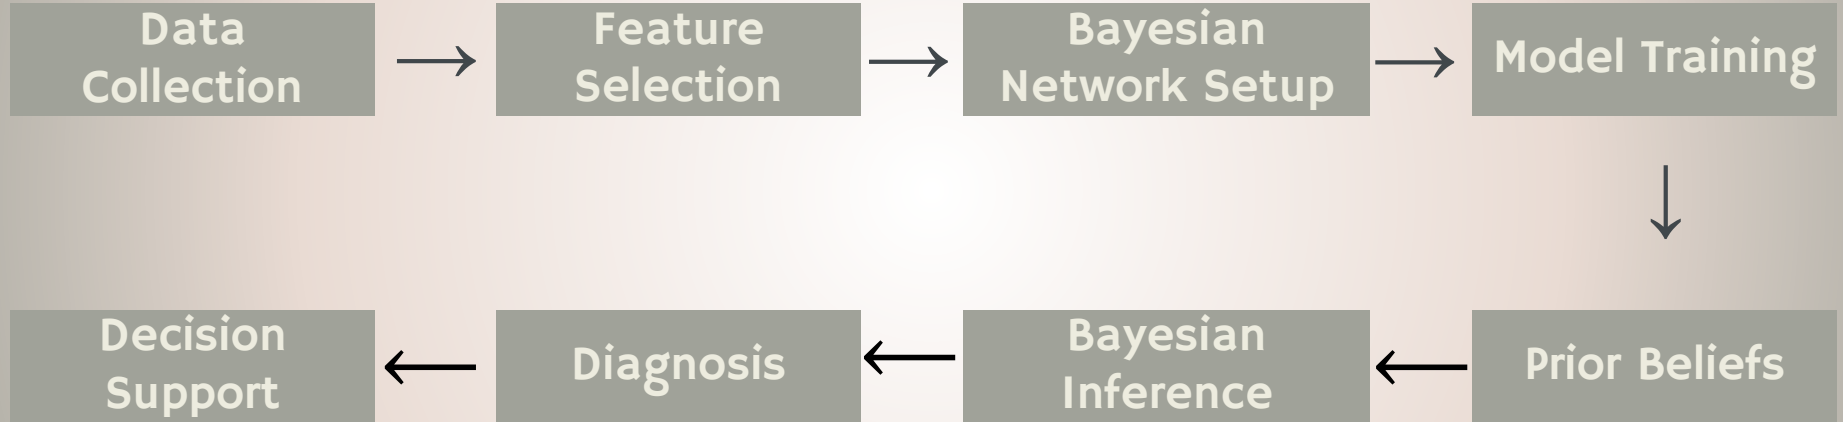 Data
Collection
Feature
Selection
Bayesian
Network Setup
Model Training
Prior Beliefs
Bayesian
Inference
Diagnosis
Decision
Support